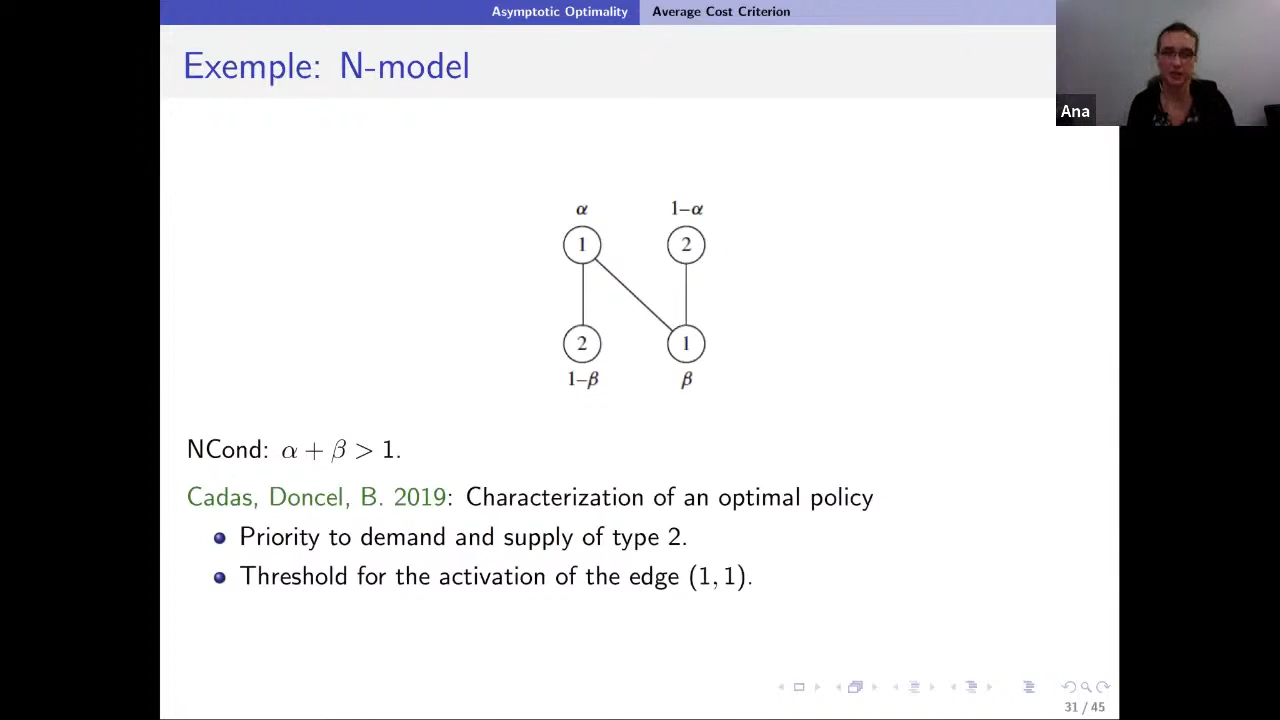 Asymptotic Optimality Average Cost Criterion
Exemple: N-model
Ana
α 1−α
1 2
2 1
1−β β
NCond: α + β > 1.
Cadas, Doncel, B. 2019: Characterization of an optimal policy
Priority to demand and supply of type 2.
Threshold for the activation of the edge (1, 1).
31 / 45